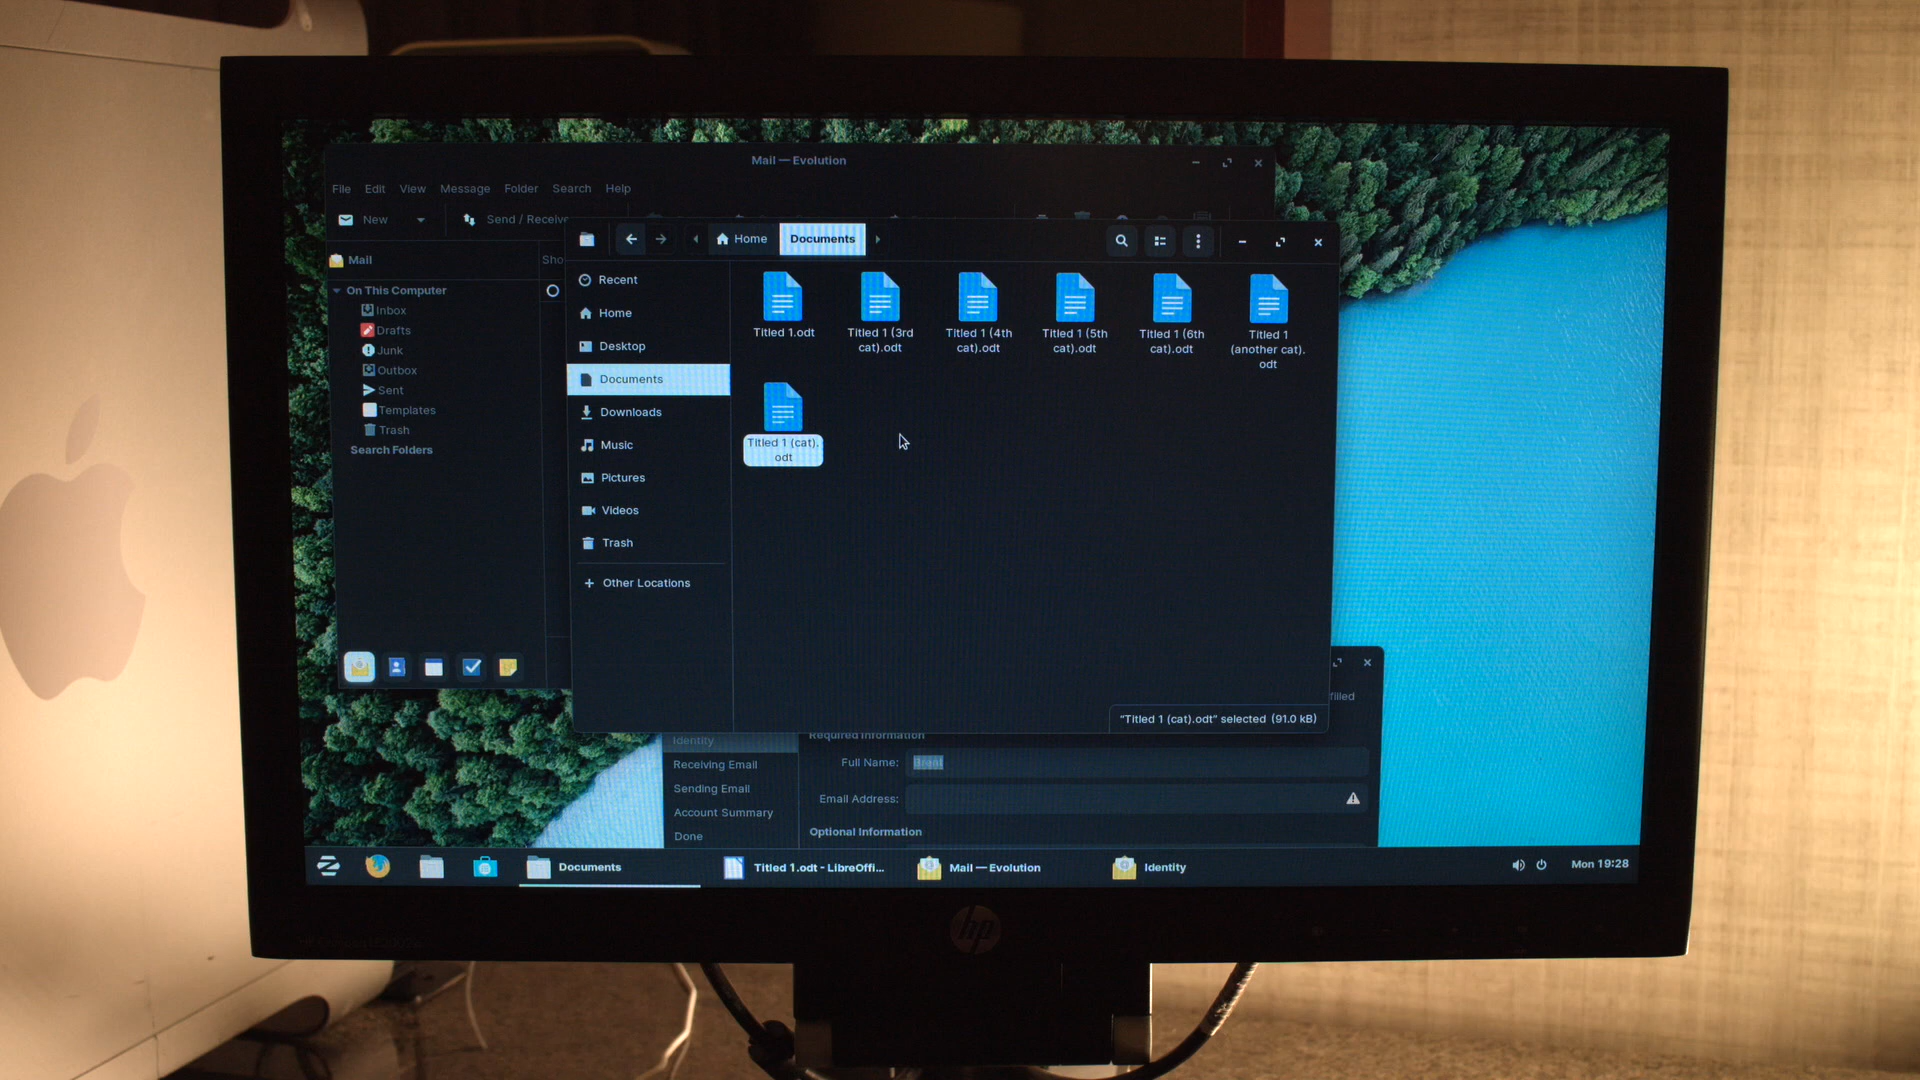 Mail — Evolution
File Edit View Message Folder Search Help
New Send / Receive
Mail
Sho
On This Computer
Inbox
Drafts
Junk
Outbox
Sent
Templates
Trash
Search Folders
Home Documents
Recent
Home
Desktop
Documents
Downloads
Music
Pictures
Videos
Trash
Other Locations
Titled 1.odt
Titled 1 (3rd
cat).odt
Titled 1 (4th
cat).odt
Titled 1 (5th
cat).odt
Titled 1 (6th
cat).odt
Titled 1
(another cat).
odt
Titled 1 (cat).
odt
"Titled 1 (cat).odt" selected (91.0 kB)
filled
Identity
Receiving Email
Sending Email
Account Summary
Done
Required Information
Full Name: Brent
Email Address:
Optional Information
Documents
Titled 1.odt - LibreOffi...
Mail — Evolution
Identity
Mon 19:28
hp